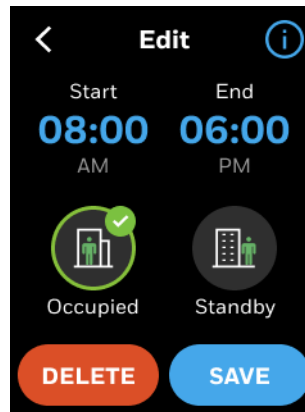 Edit
Start End
08:00 06:00
AM PM
Occupied Standby
DELETE SAVE